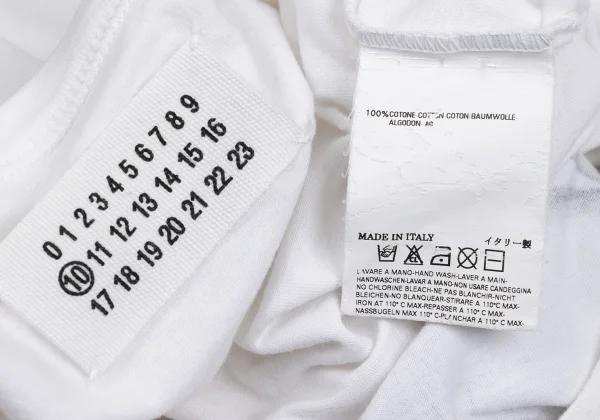 0 1 2 3 4 5 6 7 8 9
10 11 12 13 14 15 16
17 18 19 20 21 22 23
100% COTONE-COTTON-COTON-BAUMWOLLE
ALGODON-
MADE IN ITALY イタリー製
LAVARE A MANO-HAND WASH-LAVER A MAIN-
HANDWASCHEN-LAVAR A MANO-NON USARE CANDEGGINA
NO CHLORINE BLEACH-NE PAS BLANCHIR-NICHT
BLEICHEN-NO BLANQUEAR-STIRARE A 110°C MAX-
IRON AT 110°C MAX-REPASSER A 110°C MAX-
NASSBUGELN MAX 110°C-PLANCHAR A 110°C MAX-